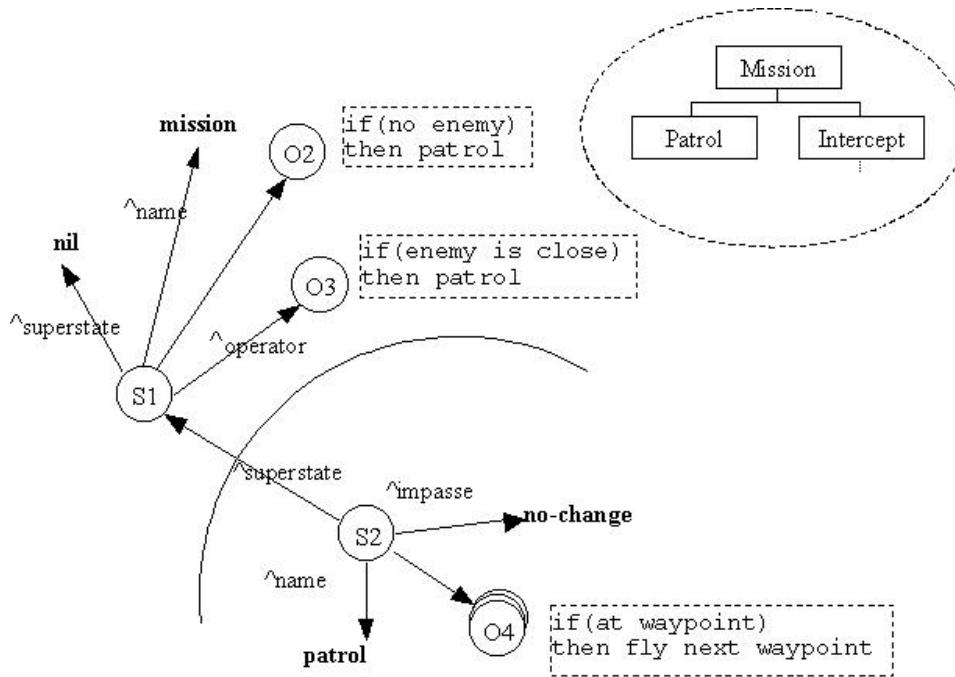 Mission
Patrol
Intercept
mission
O2
if(no enemy)
then patrol
^name
nil
O3
if(enemy is close)
then patrol
^superstate
^operator
S1
^superstate
^impasse
no-change
S2
^name
patrol
O4
if(at waypoint)
then fly next waypoint